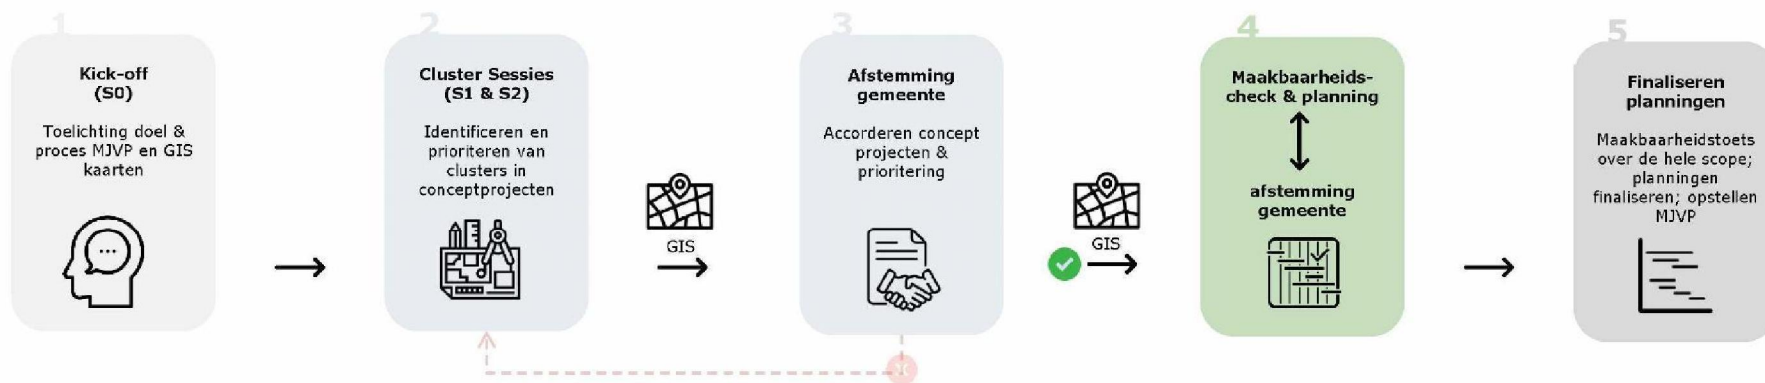 1
Kick-off
(S0)
Toelichting doel &
proces MJVP en GIS
kaarten
2
Cluster Sessies
(S1 & S2)
Identificeren en
prioriteren van
clusters in
conceptprojecten
GIS
3
Afstemming
gemeente
Accorderen concept
projecten &
prioritering
GIS
4
Maakbaarheids-
check & planning
afstemming
gemeente
5
Finaliseren
planningen
Maakbaarheidstoets
over de hele scope;
planningen
finaliseren; opstellen
MJVP